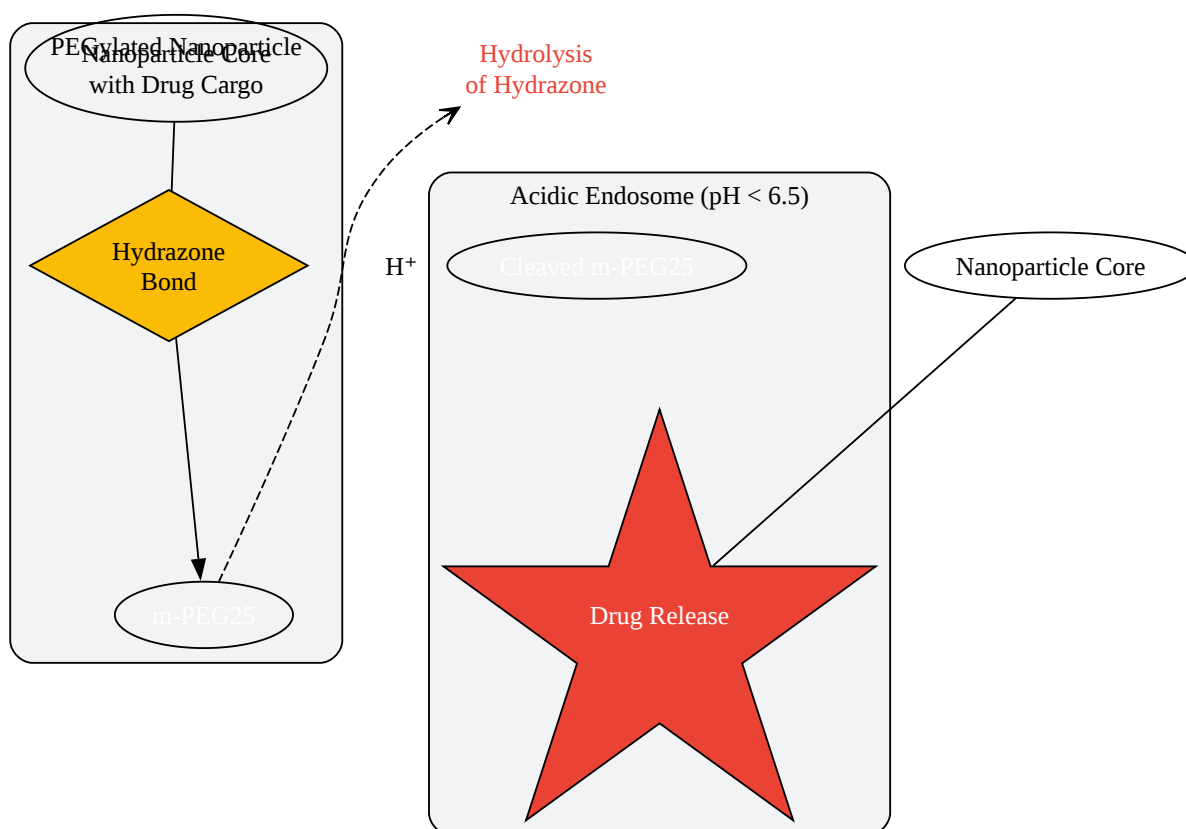 PEGylated Nanoparticle
Nanoparticle Core
with Drug Cargo
Hydrolysis
of Hydrazone
Acidic Endosome (pH < 6.5)
Hydrazone
Bond
H⁺
Cleaved m-PEG25
Nanoparticle Core
m-PEG25
Drug Release